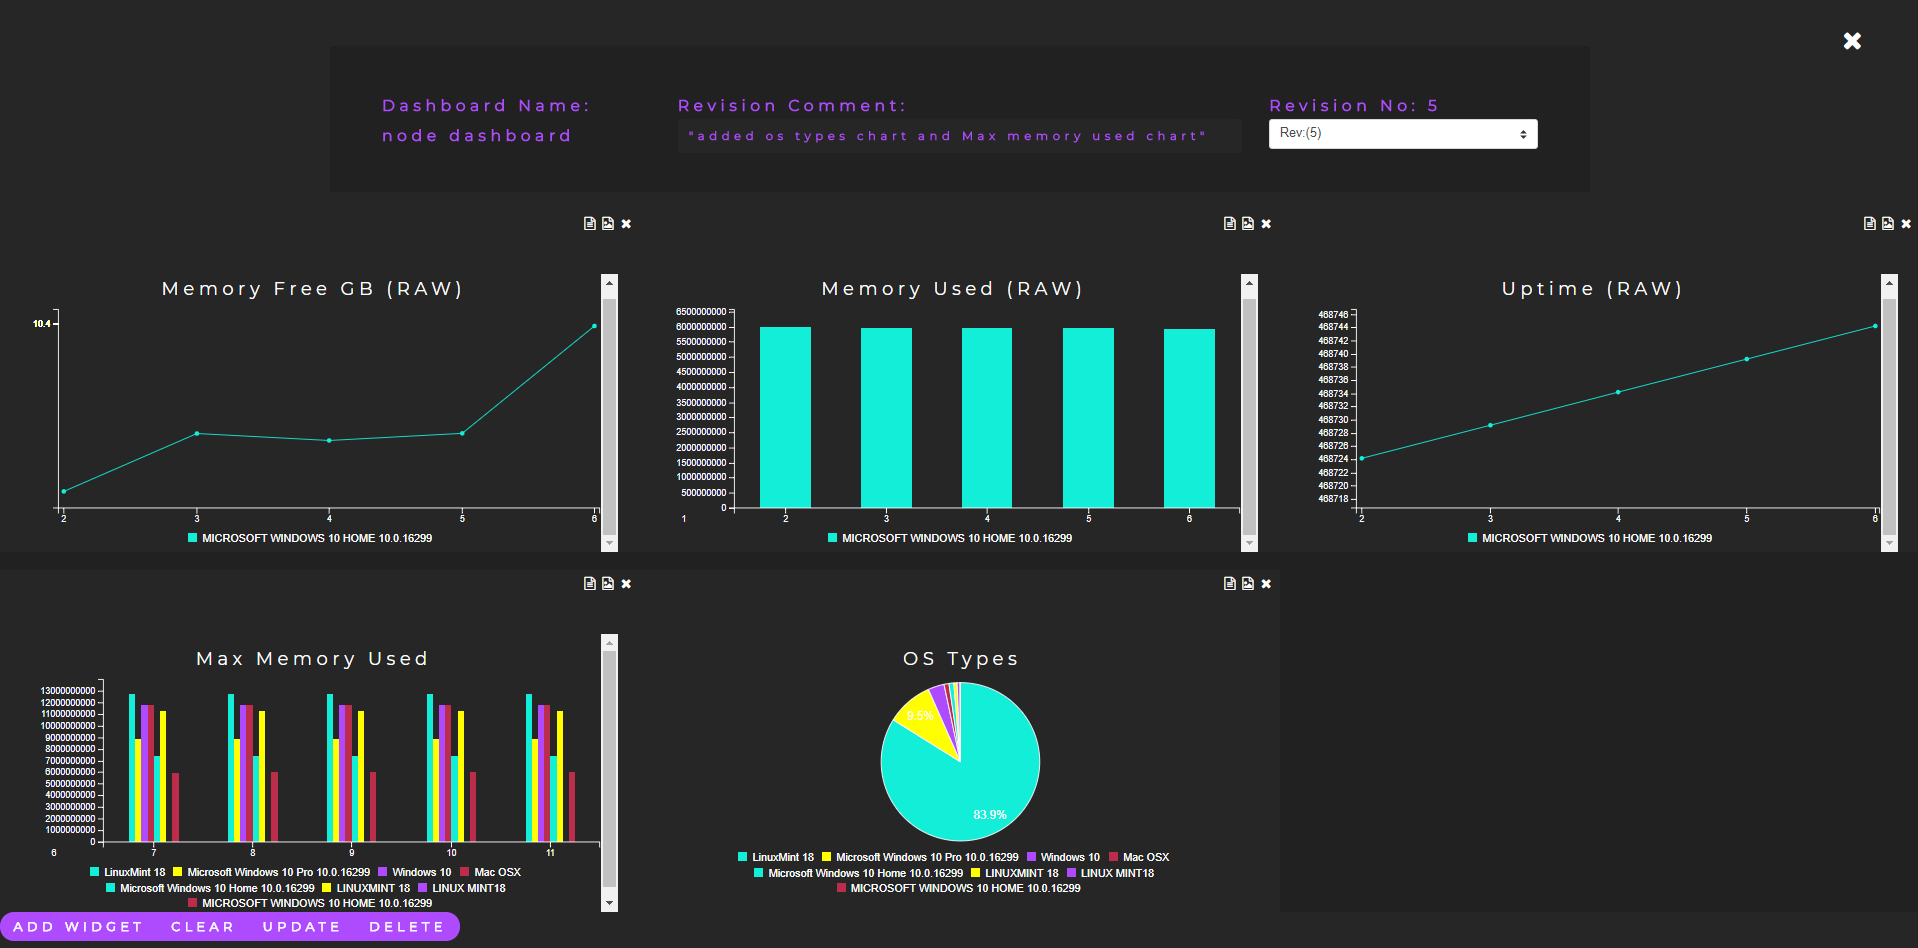 Dashboard Name:
node dashboard
Revision Comment:
"added os types chart and Max memory used chart"
Revision No: 5
Rev:(5)
Memory Free GB (RAW)
10.4
2 3 4 5 6
MICROSOFT WINDOWS 10 HOME 10.0.16299
Memory Used (RAW)
6500000000
6000000000
5500000000
5000000000
4500000000
4000000000
3500000000
3000000000
2500000000
2000000000
1500000000
1000000000
500000000
0
1 2 3 4 5 6
MICROSOFT WINDOWS 10 HOME 10.0.16299
Uptime (RAW)
468746
468744
468742
468740
468738
468736
468734
468732
468730
468728
468726
468724
468722
468720
468718
2 3 4 5 6
MICROSOFT WINDOWS 10 HOME 10.0.16299
Max Memory Used
13000000000
12000000000
11000000000
10000000000
9000000000
8000000000
7000000000
6000000000
5000000000
4000000000
3000000000
2000000000
1000000000
0
6 7 8 9 10 11
LinuxMint 18 Microsoft Windows 10 Pro 10.0.16299 Windows 10 Mac OSX
Microsoft Windows 10 Home 10.0.16299 LINUXMINT 18 LINUX MINT18
MICROSOFT WINDOWS 10 HOME 10.0.16299
OS Types
9.5%
83.9%
LinuxMint 18 Microsoft Windows 10 Pro 10.0.16299 Windows 10 Mac OSX
Microsoft Windows 10 Home 10.0.16299 LINUXMINT 18 LINUX MINT18
MICROSOFT WINDOWS 10 HOME 10.0.16299
ADD WIDGET CLEAR UPDATE DELETE